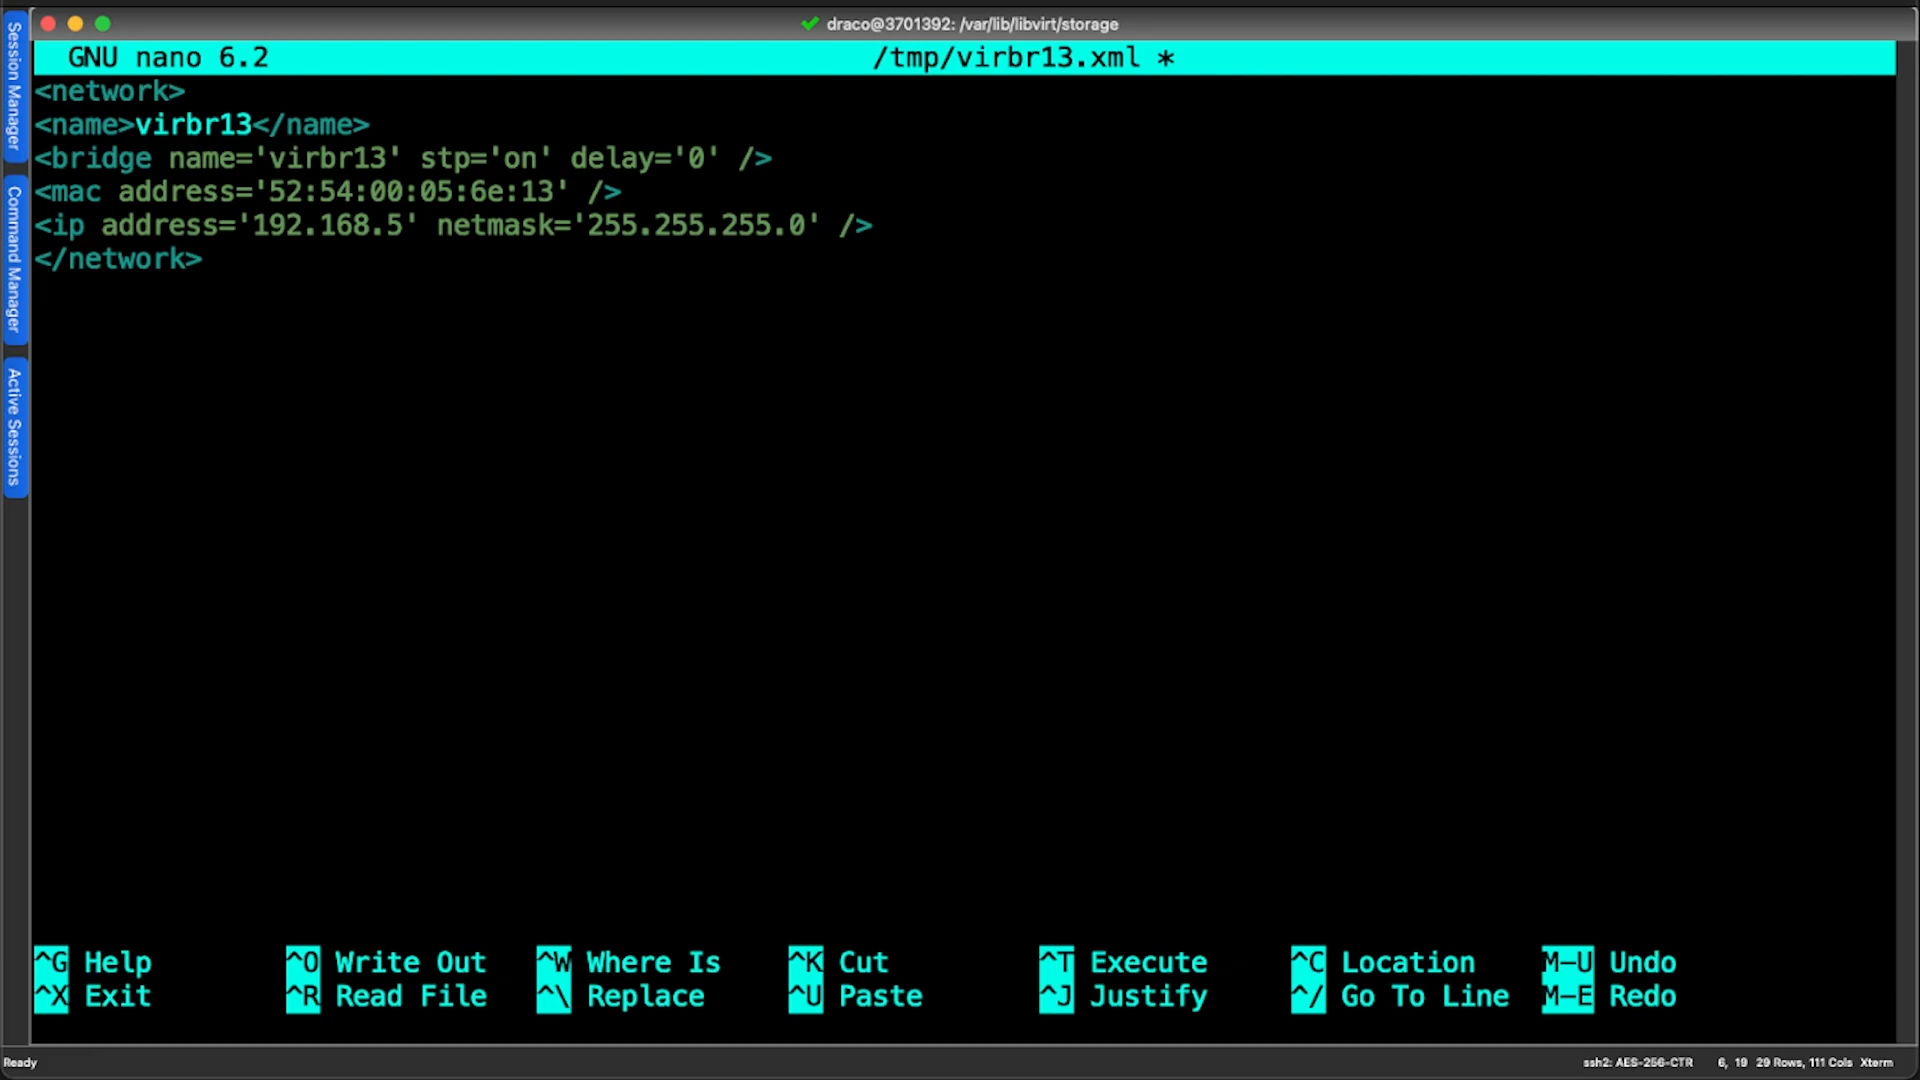 draco@3701392: /var/lib/libvirt/storage
Session Manager
Command Manager
Active Sessions
GNU nano 6.2 /tmp/virbr13.xml *
<network>
<name>virbr13</name>
<bridge name='virbr13' stp='on' delay='0' />
<mac address='52:54:00:05:6e:13' />
<ip address='192.168.5' netmask='255.255.255.0' />
</network>
^G Help ^O Write Out ^W Where Is ^K Cut ^T Execute ^C Location M-U Undo
^X Exit ^R Read File ^\ Replace ^U Paste ^J Justify ^/ Go To Line M-E Redo
Ready ssh2: AES-256-CTR 6, 19 29 Rows, 111 Cols Xterm